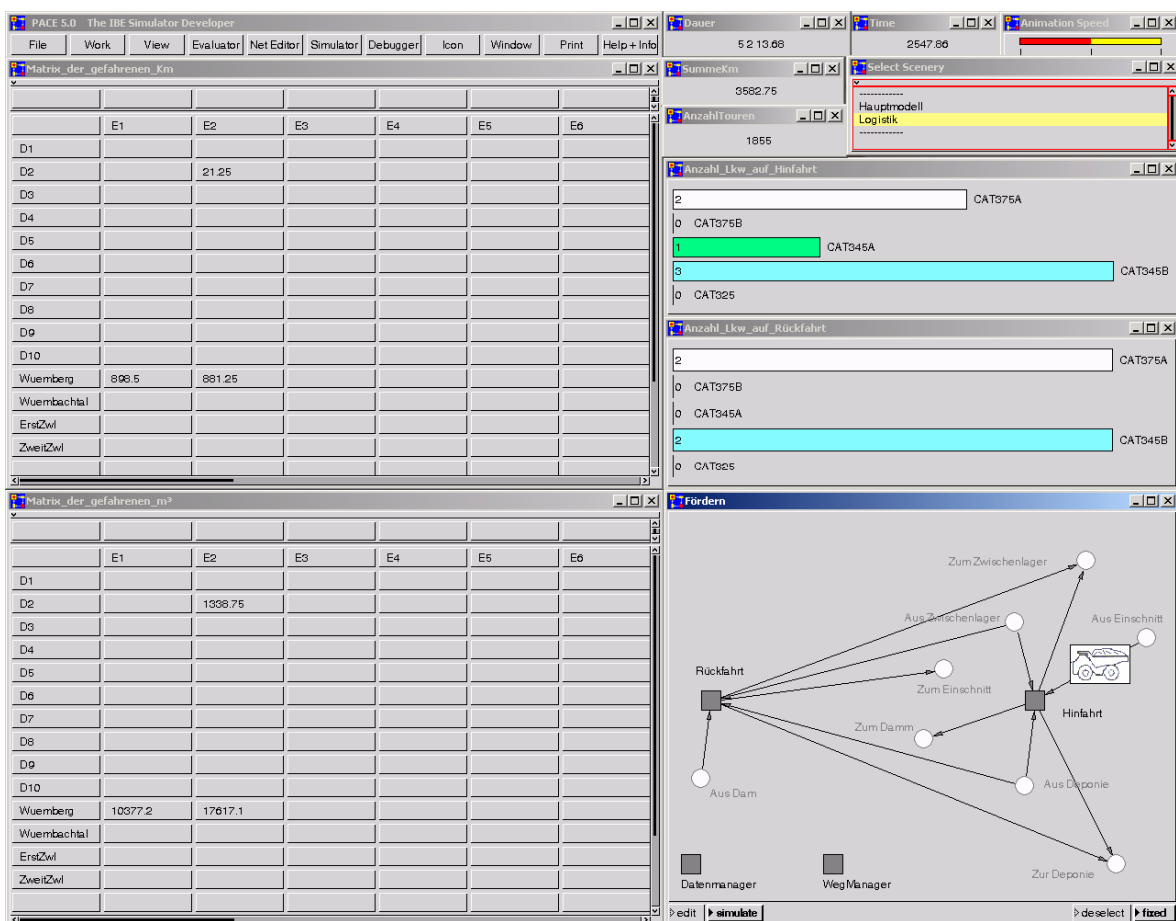 PACE 5.0 The IBE Simulator Developer
File Work View Evaluator Net Editor Simulator Debugger Icon Window Print Help+Info
Dauer
5 2 13.68
Time
2547.86
Animation Speed
Matrix_der_gefahrenen_Km
E1 E2 E3 E4 E5 E6
D1
D2 21.25
D3
D4
D5
D6
D7
D8
D9
D10
Wuernberg 898.5 881.25
Wuernbachtal
ErstZwl
ZweitZwl
SummeKm
3582.75
AnzahlTouren
1855
Select Scenery
------------
Hauptmodell
Logistik
------------
Anzahl_Lkw_auf_Hinfahrt
2 CAT375A
0 CAT375B
1 CAT345A
3 CAT345B
0 CAT325
Anzahl_Lkw_auf_Rückfahrt
2 CAT375A
0 CAT375B
0 CAT345A
2 CAT345B
0 CAT325
Matrix_der_gefahrenen_m³
E1 E2 E3 E4 E5 E6
D1
D2 1338.75
D3
D4
D5
D6
D7
D8
D9
D10
Wuernberg 10377.2 17617.1
Wuernbachtal
ErstZwl
ZweitZwl
Fördern
Zum Zwischenlager
Aus Zwischenlager
Aus Einschnitt
Rückfahrt
Zum Einschnitt
Hinfahrt
Zum Damm
Aus Dam
Aus Deponie
Zur Deponie
Datenmanager
WegManager
edit simulate deselect fixed